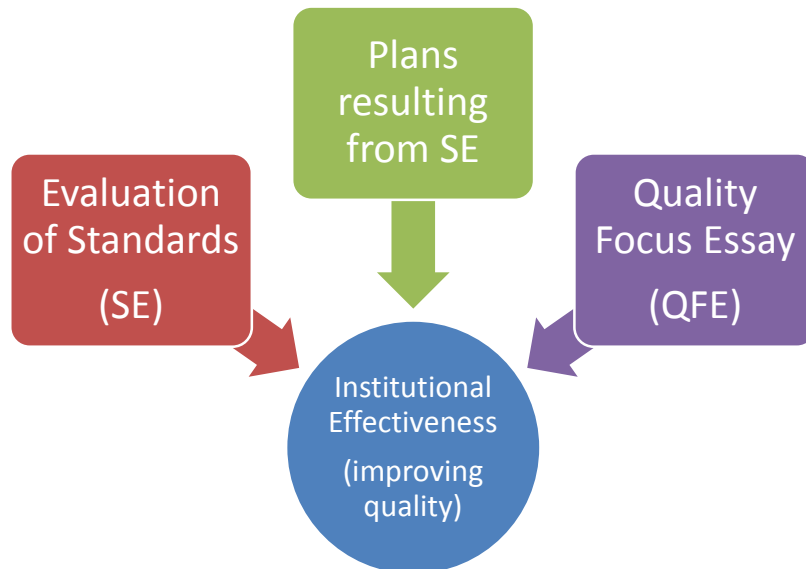 Plans
resulting
from SE
Evaluation
of Standards
(SE)
Quality
Focus Essay
(QFE)
Institutional
Effectiveness
(improving
quality)